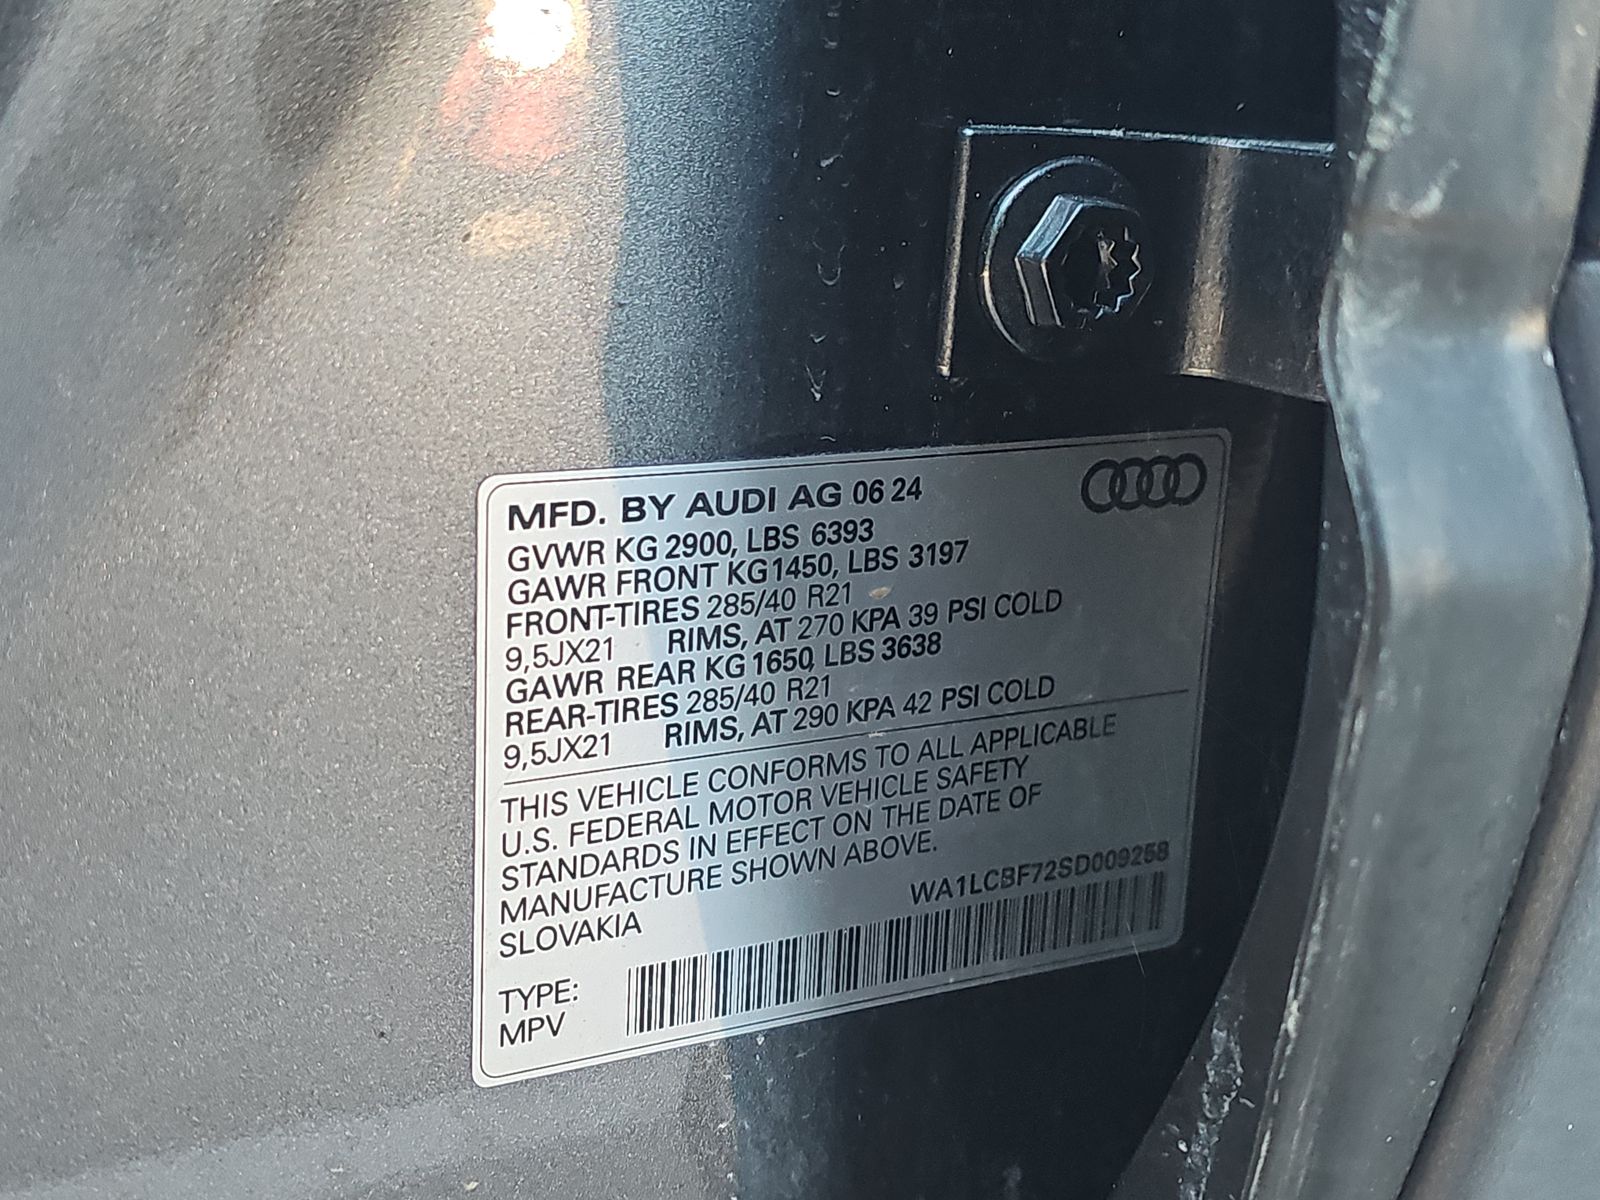 MFD. BY AUDI AG 06 24
GVWR KG 2900, LBS 6393
GAWR FRONT KG1450, LBS 3197
FRONT-TIRES 285/40 R21
9,5JX21 RIMS, AT 270 KPA 39 PSI COLD
GAWR REAR KG 1650, LBS 3638
REAR-TIRES 285/40 R21
9,5JX21 RIMS, AT 290 KPA 42 PSI COLD
THIS VEHICLE CONFORMS TO ALL APPLICABLE
U.S. FEDERAL MOTOR VEHICLE SAFETY
STANDARDS IN EFFECT ON THE DATE OF
MANUFACTURE SHOWN ABOVE.
SLOVAKIA
WA1LCBF72SD009258
TYPE:
MPV